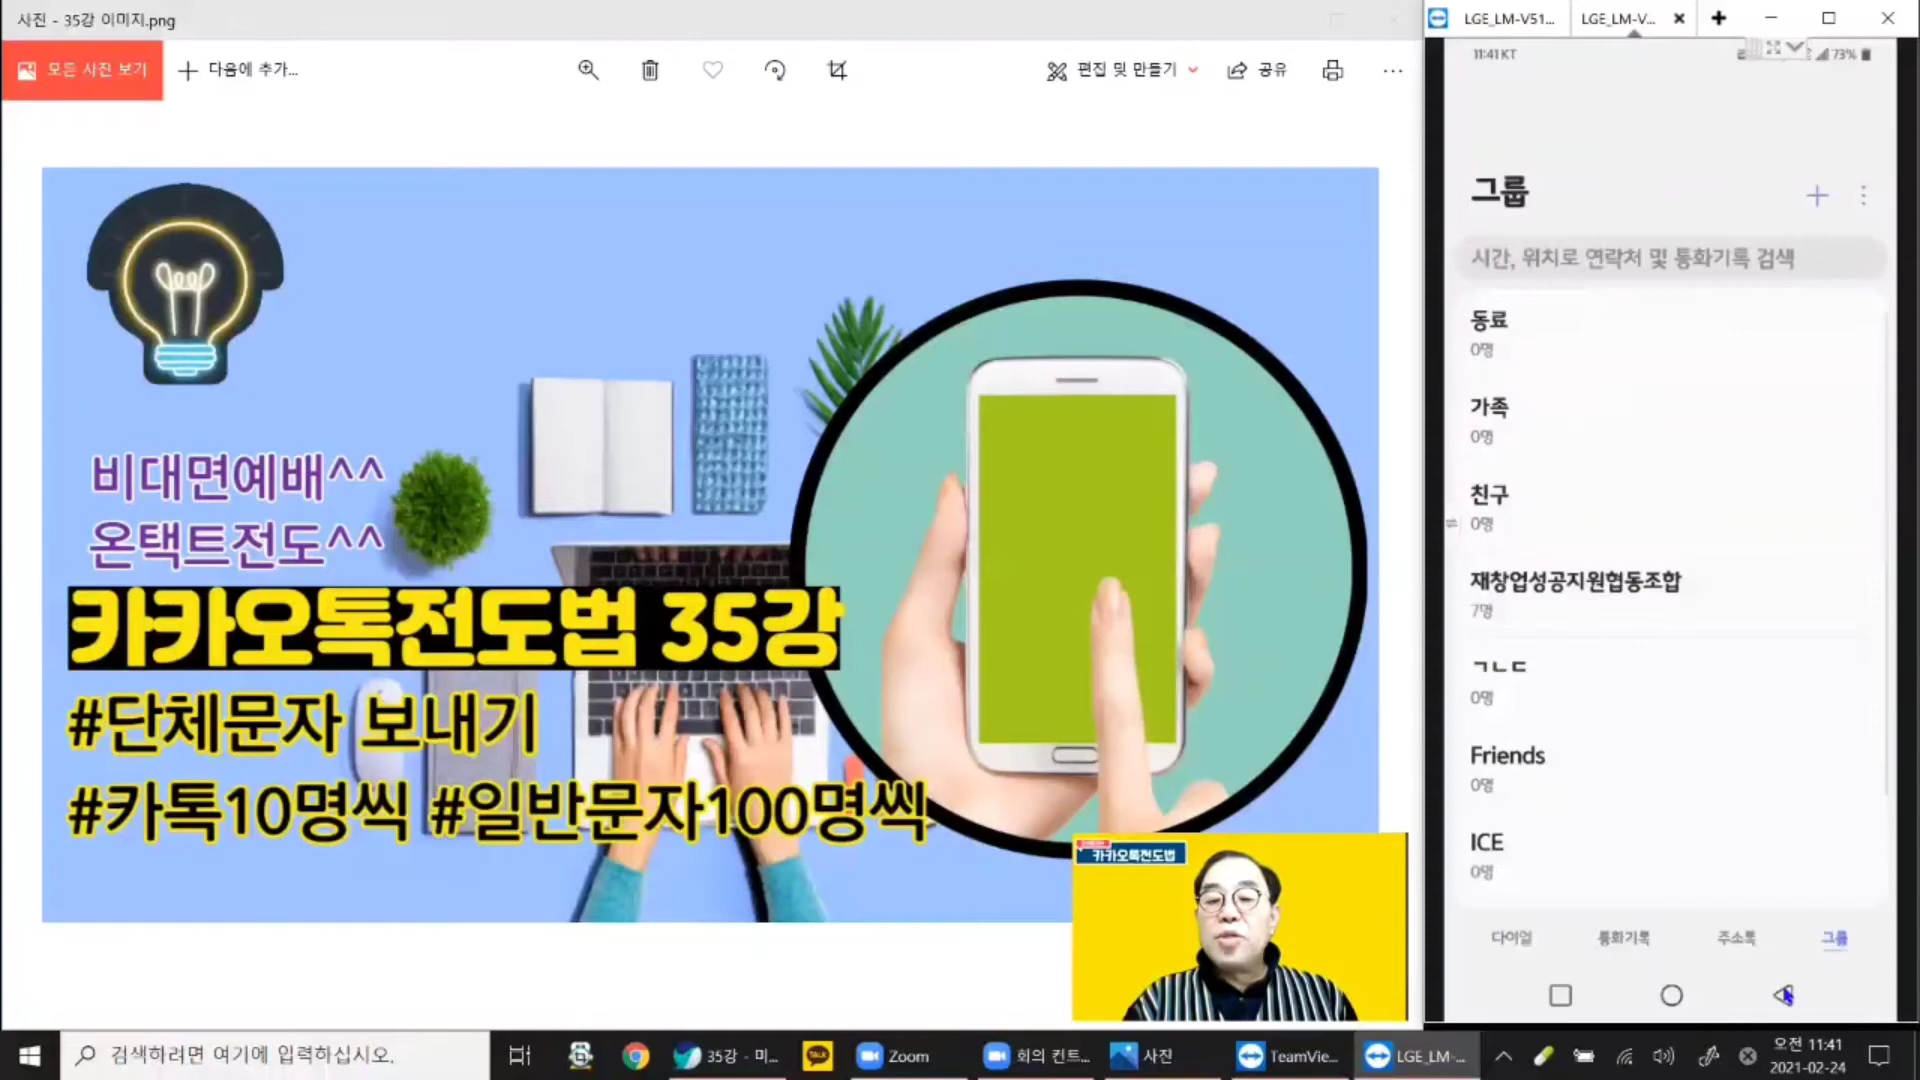 사진 - 35강 이미지.png
모든 사진 보기
다음에 추가...
편집 및 만들기
공유
비대면예배^^
온택트전도^^
카카오톡전도법 35강
#단체문자 보내기
#카톡10명씩 #일반문자100명씩
카카오톡전도법
LGE_LM-V51...
LGE_LM-V...
11:41 KT
73%
그룹
시간, 위치로 연락처 및 통화기록 검색
동료
0명
가족
0명
친구
0명
재창업성공지원협동조합
7명
ㄱㄴㄷ
0명
Friends
0명
ICE
0명
다이얼 통화기록 주소록 그룹
검색하려면 여기에 입력하십시오.
35강 - 미...
TALK
Zoom
회의 컨트...
사진
TeamVie...
LGE_LM-...
오전 11:41
2021-02-24